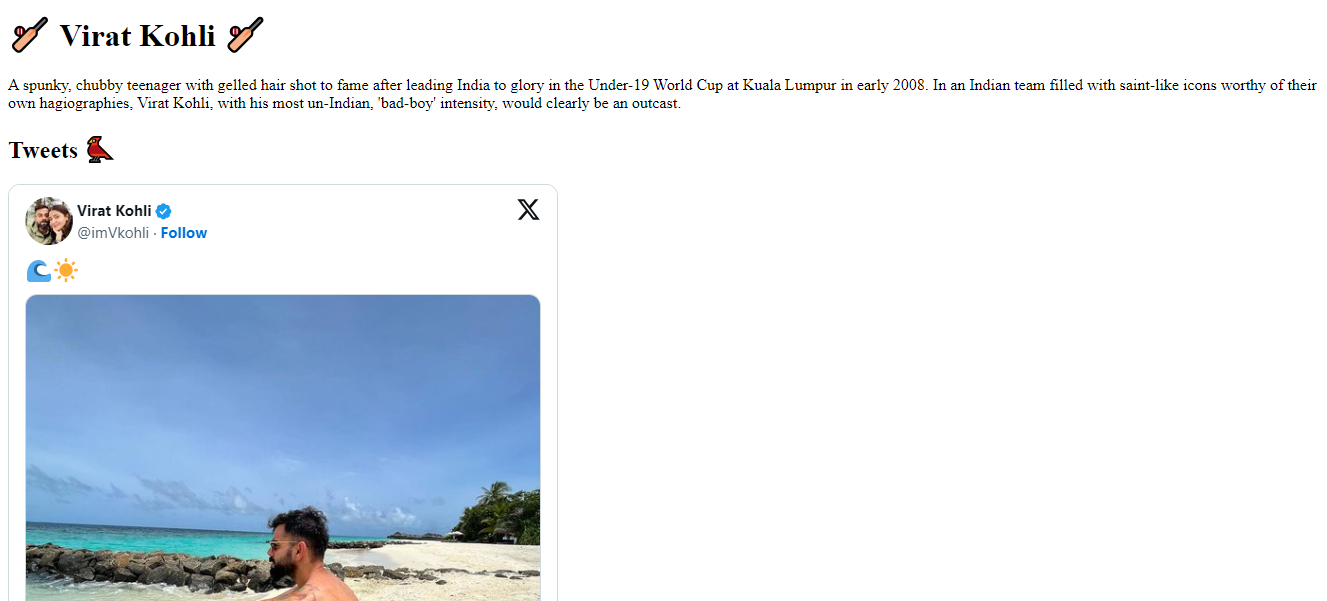 🏏 Virat Kohli 🏏
A spunky, chubby teenager with gelled hair shot to fame after leading India to glory in the Under-19 World Cup at Kuala Lumpur in early 2008. In an Indian team filled with saint-like icons worthy of their
own hagiographies, Virat Kohli, with his most un-Indian, 'bad-boy' intensity, would clearly be an outcast.
Tweets
Virat Kohli
@imVkohli · Follow
🌊☀️